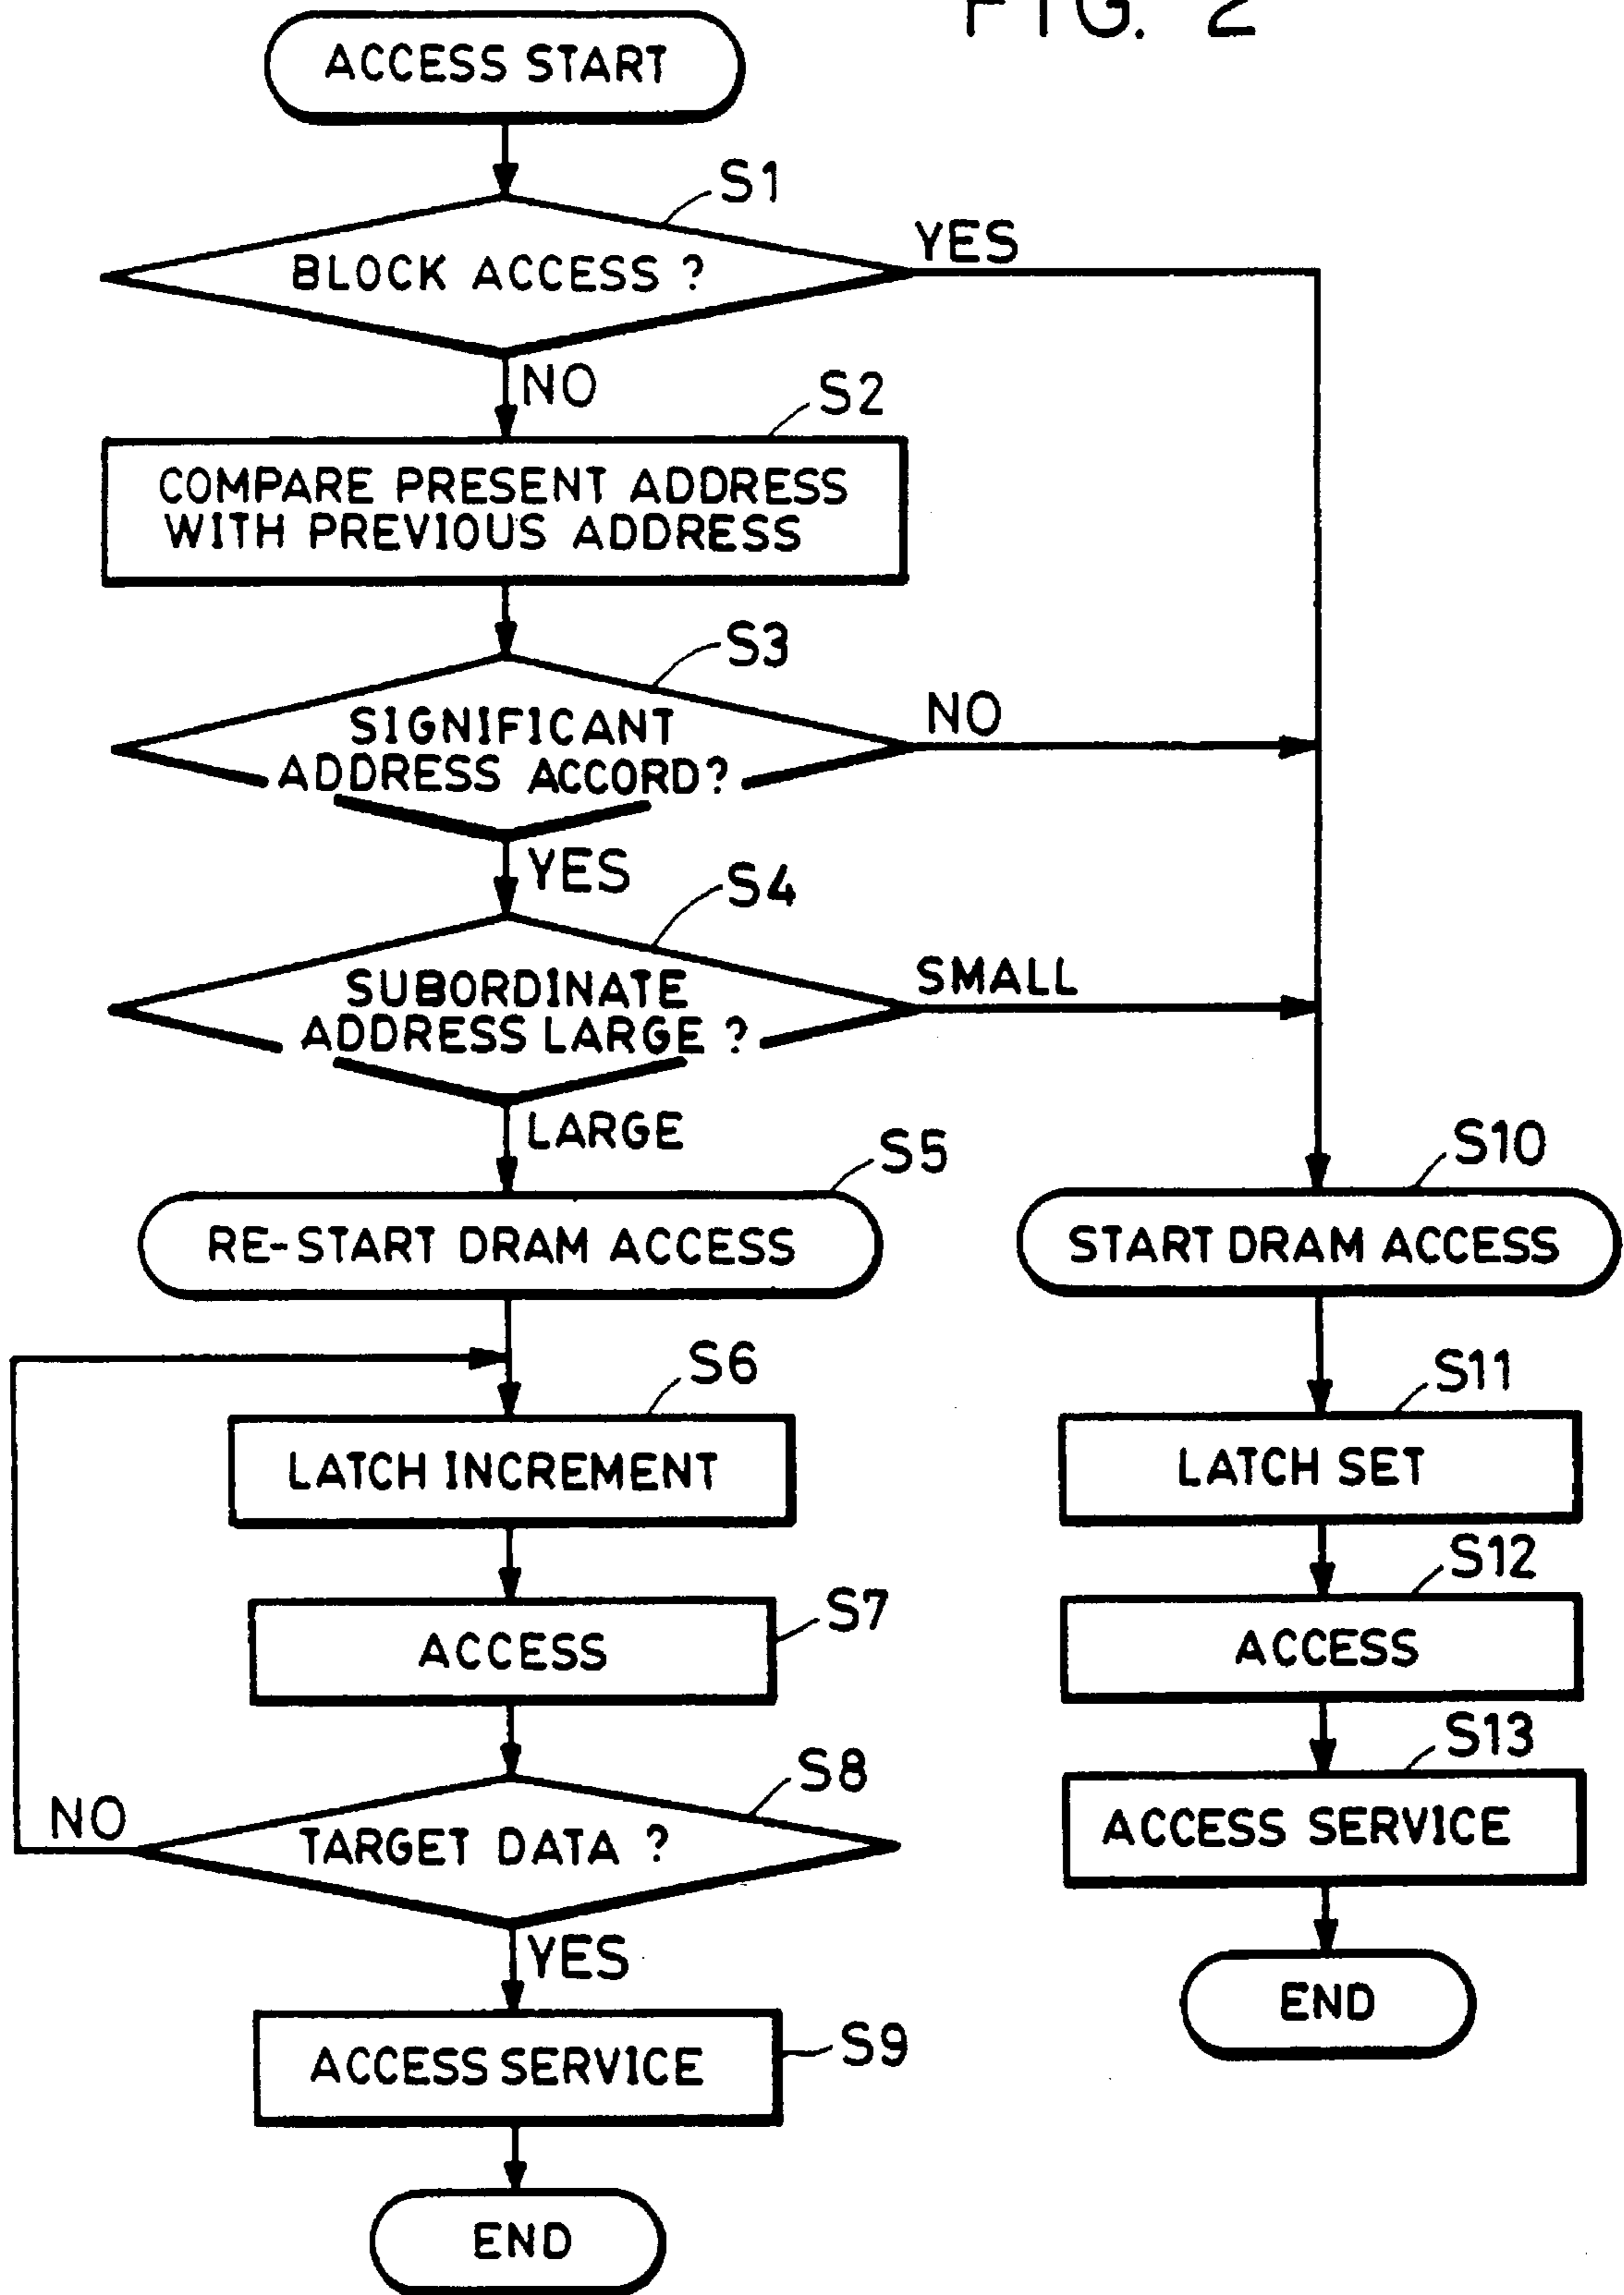 FIG. 2
ACCESS START
S1
BLOCK ACCESS ?
YES
NO
S2
COMPARE PRESENT ADDRESS
WITH PREVIOUS ADDRESS
S3
SIGNIFICANT
ADDRESS ACCORD?
NO
YES
S4
SUBORDINATE
ADDRESS LARGE ?
SMALL
LARGE
S5
RE-START DRAM ACCESS
S6
LATCH INCREMENT
S7
ACCESS
S8
TARGET DATA ?
NO
YES
S9
ACCESS SERVICE
END
S10
START DRAM ACCESS
S11
LATCH SET
S12
ACCESS
S13
ACCESS SERVICE
END